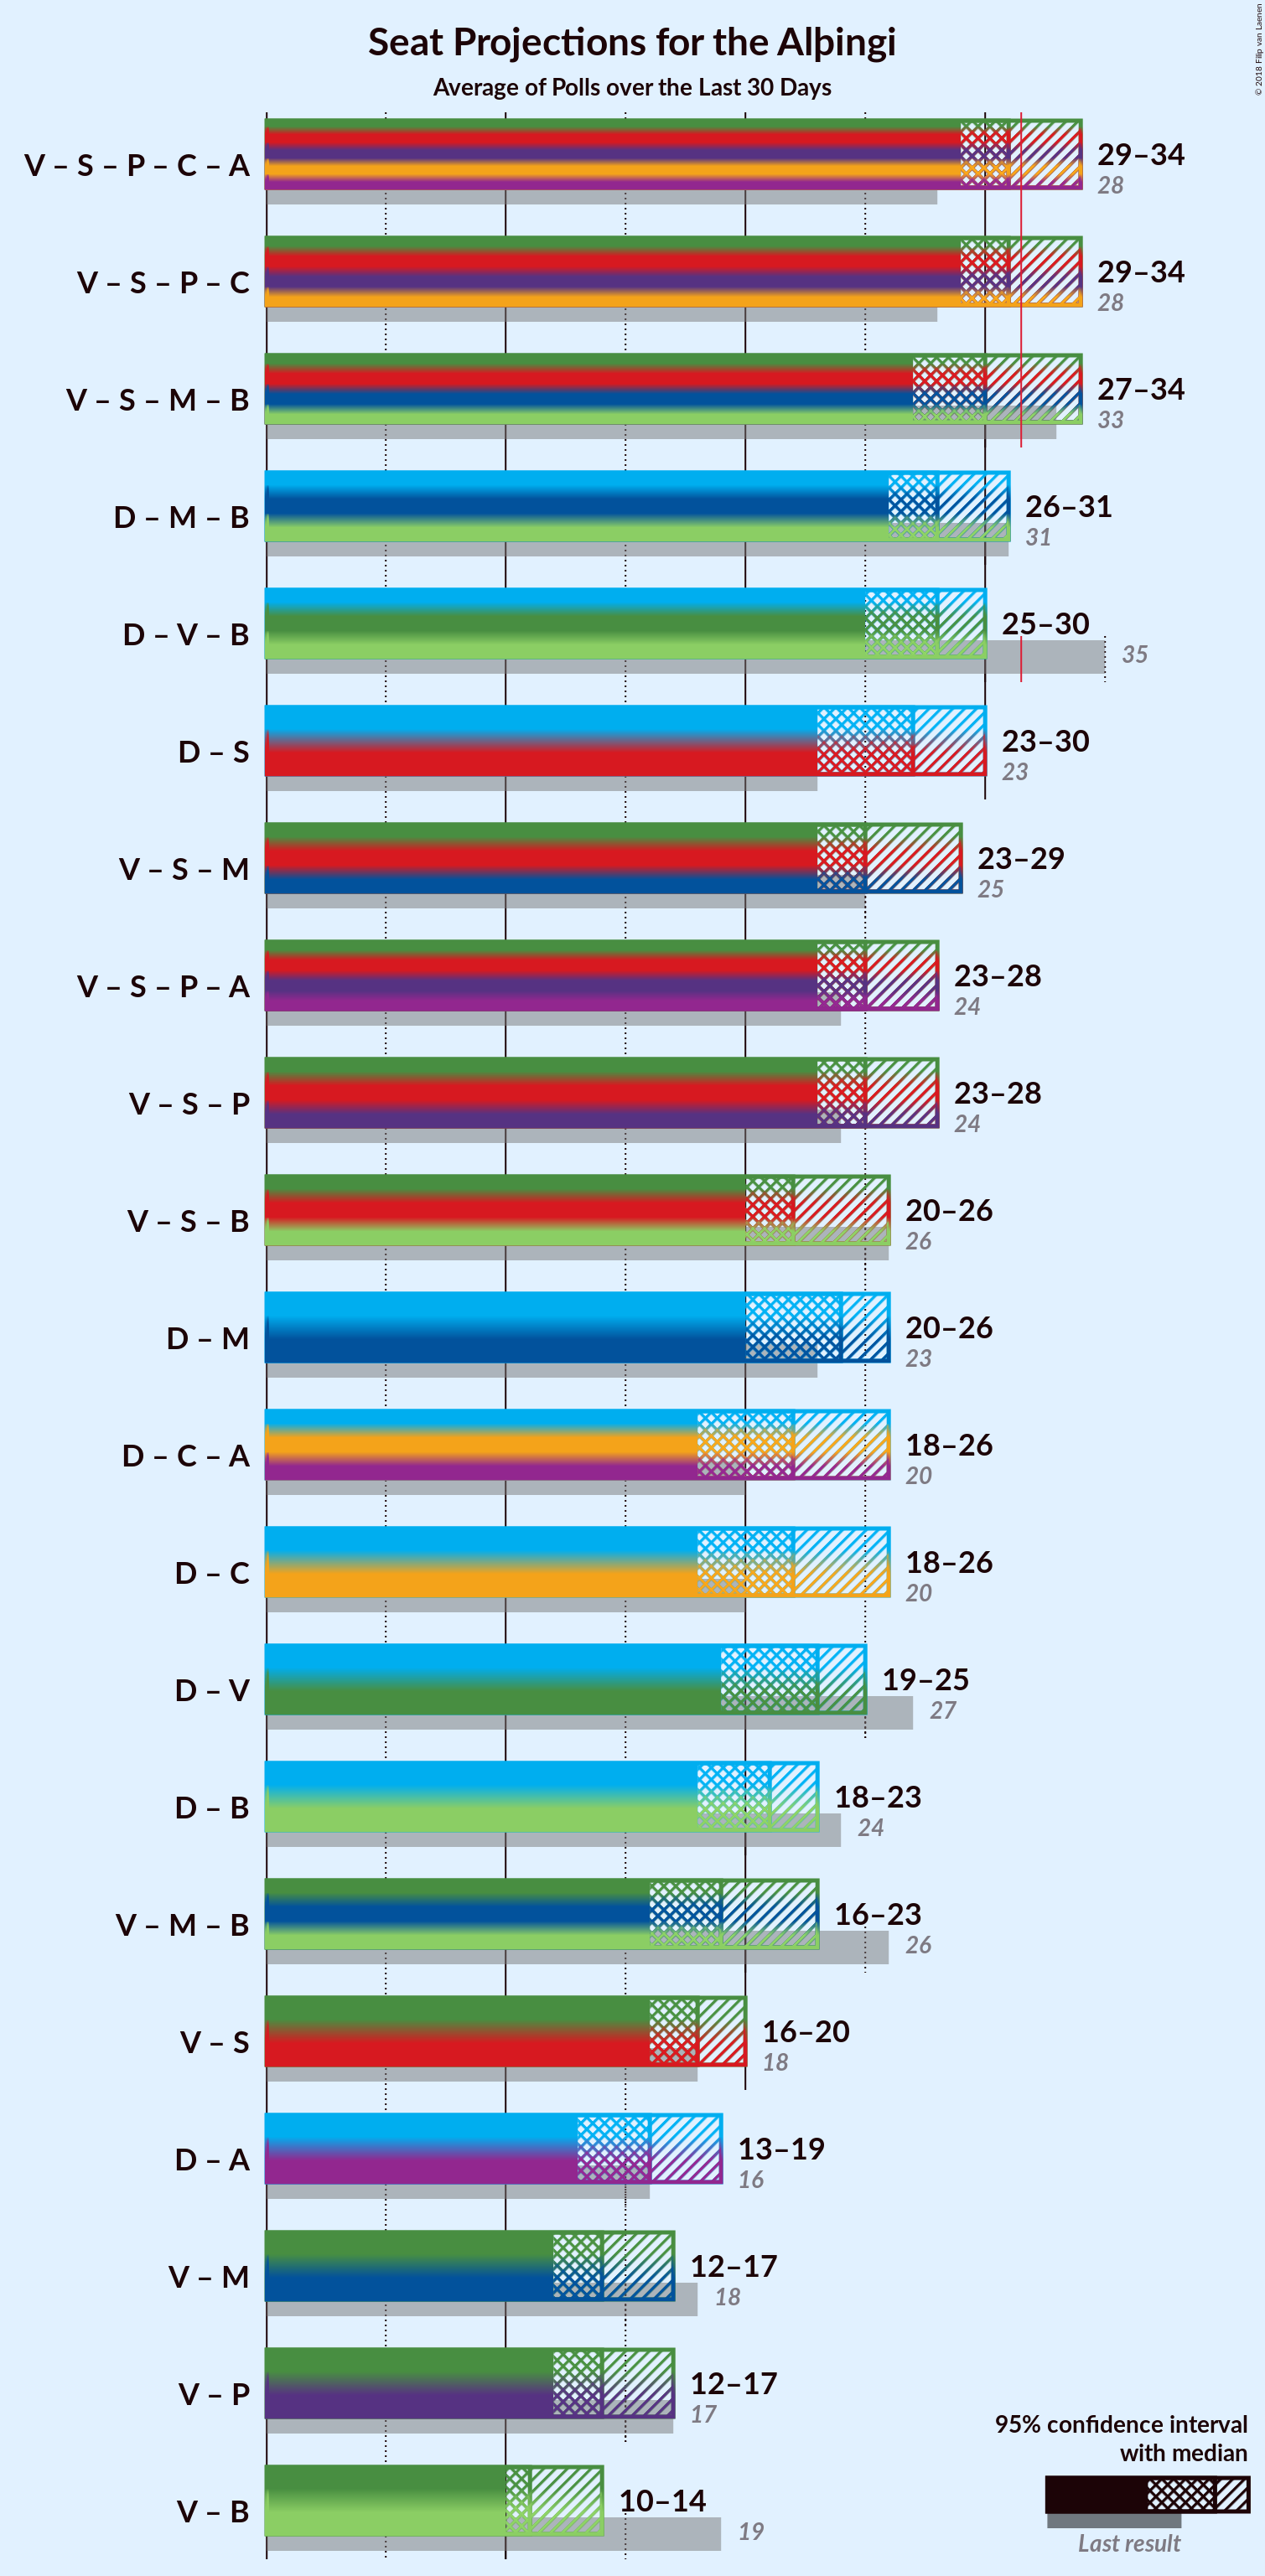 Seat Projections for the Alþingi
Average of Polls over the Last 30 Days
© 2018 Filip van Laenen
V – S – P – C – A
29–34
28
V – S – P – C
29–34
28
V – S – M – B
27–34
33
D – M – B
26–31
31
D – V – B
25–30
35
D – S
23–30
23
V – S – M
23–29
25
V – S – P – A
23–28
24
V – S – P
23–28
24
V – S – B
20–26
26
D – M
20–26
23
D – C – A
18–26
20
D – C
18–26
20
D – V
19–25
27
D – B
18–23
24
V – M – B
16–23
26
V – S
16–20
18
D – A
13–19
16
V – M
12–17
18
V – P
12–17
17
V – B
10–14
19
95% confidence interval
with median
Last result